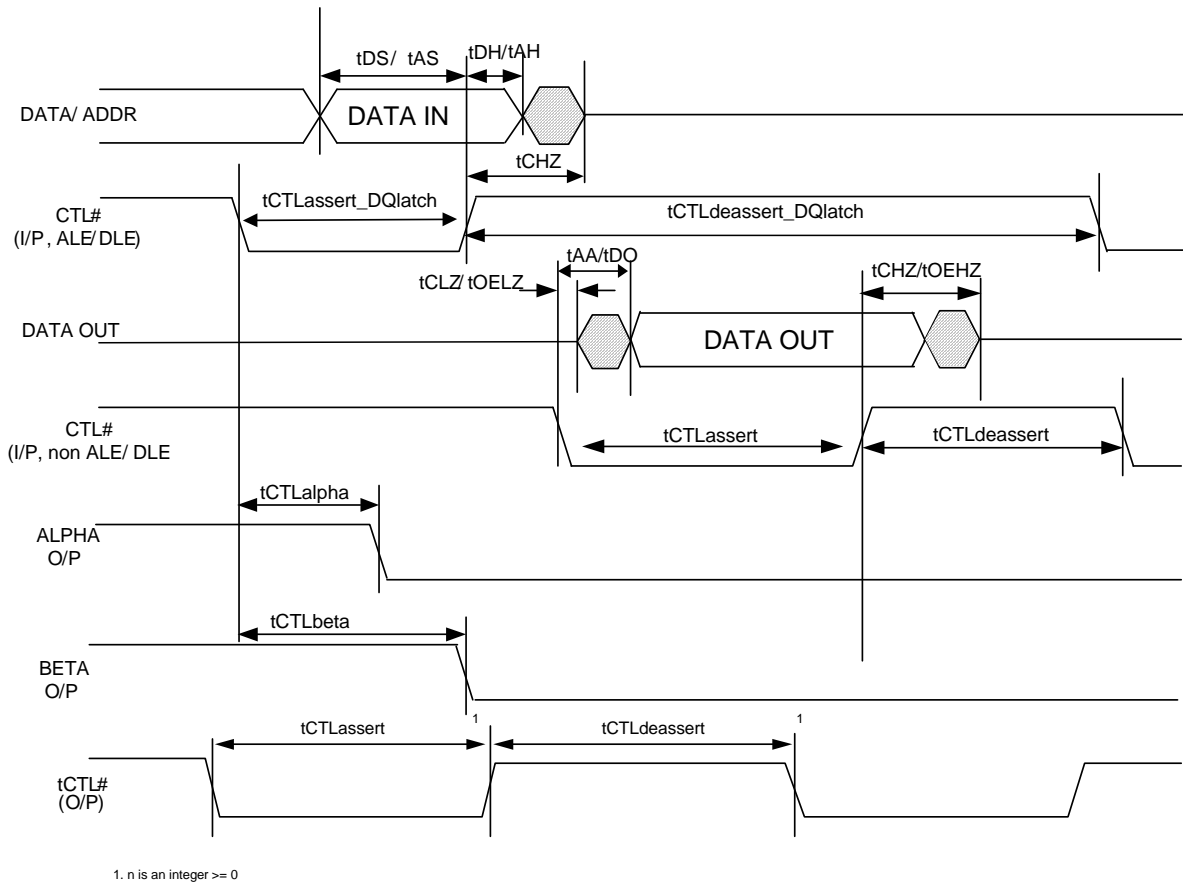 tDS/ tAS
tDH/tAH
DATA/ ADDR
DATA IN
tCHZ
tCTLassert_DQlatch
CTL#
(I/P , ALE/ DLE)
tCTLdeassert_DQlatch
tAA/tDO
tCLZ/ tOELZ
tCHZ/tOEHZ
DATA OUT
DATA OUT
CTL#
(I/P, non ALE/ DLE
tCTLassert
tCTLdeassert
tCTLalpha
ALPHA
O/P
tCTLbeta
BETA
O/P
tCTLassert 1
tCTLdeassert 1
tCTL#
(O/P)
1. n is an integer >= 0